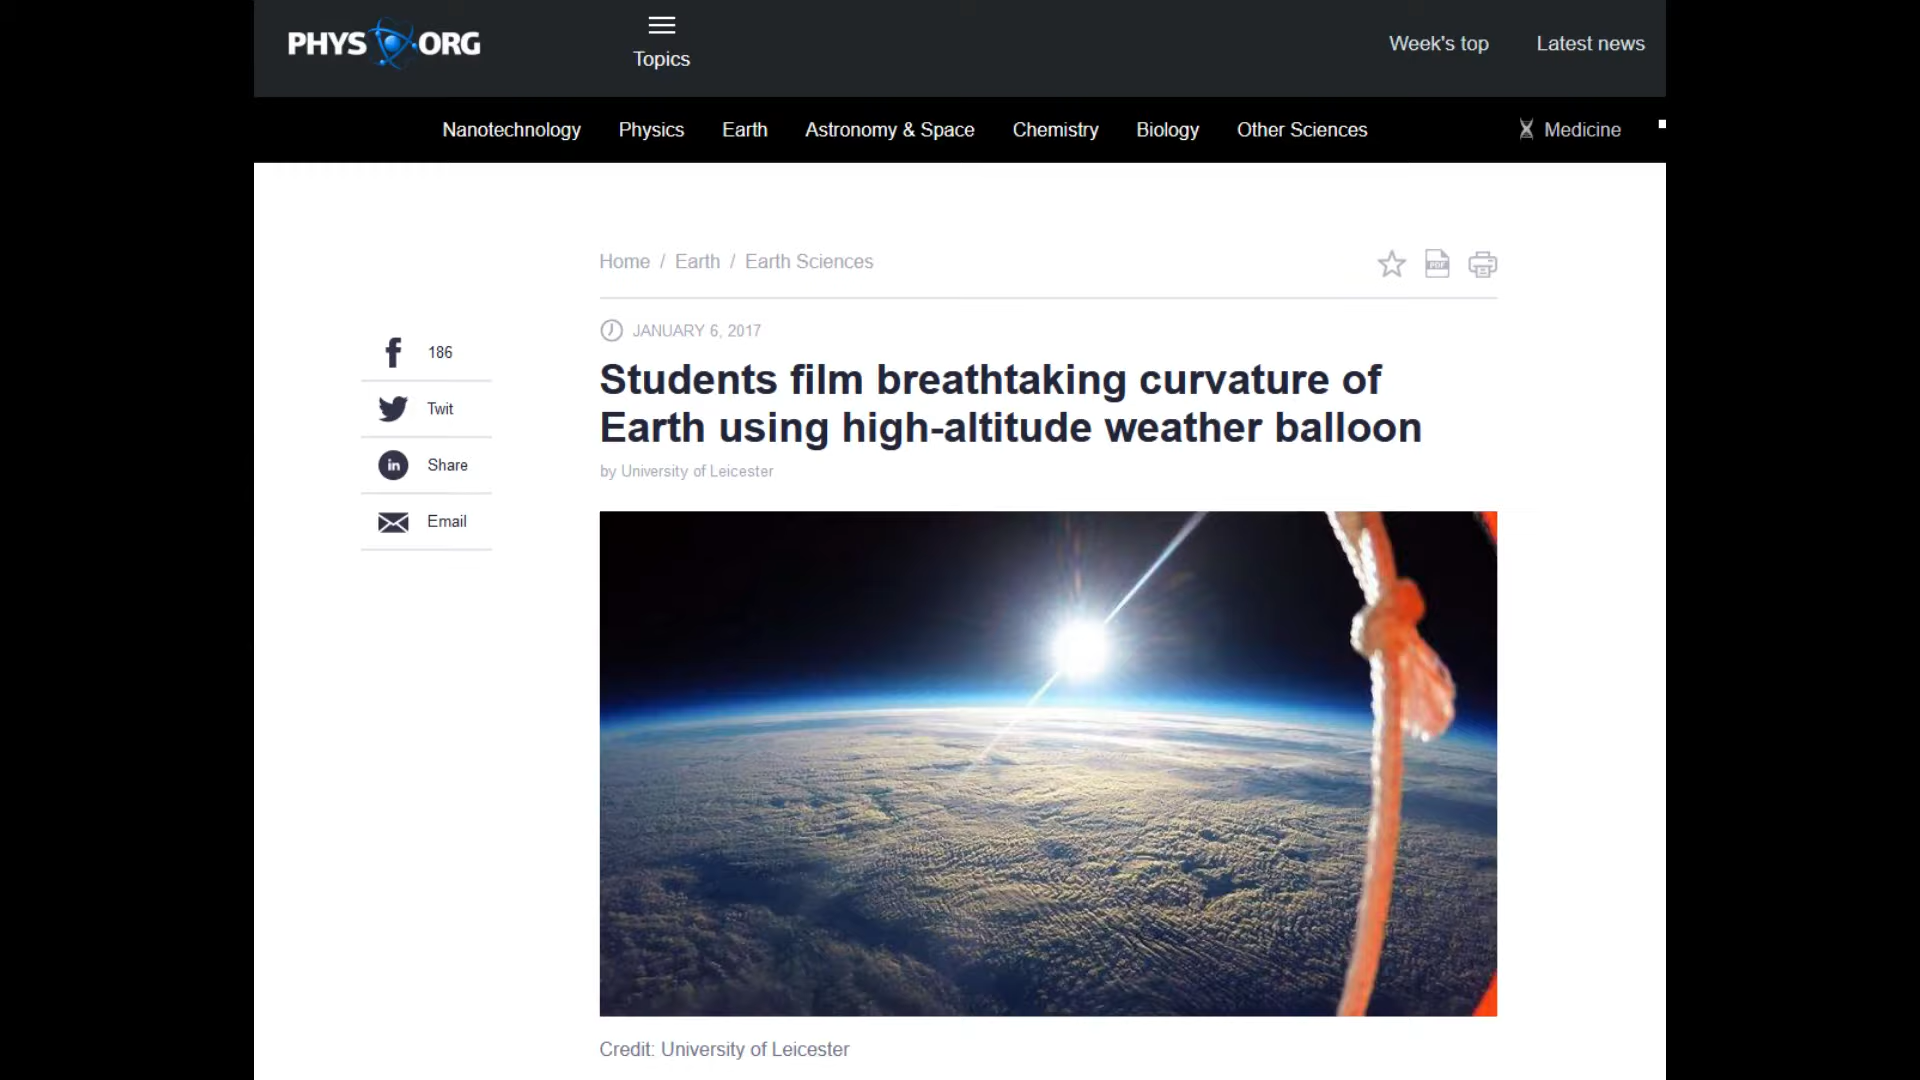 PHYS ORG
Topics
Week's top
Latest news
Nanotechnology
Physics
Earth
Astronomy & Space
Chemistry
Biology
Other Sciences
Medicine
Home / Earth / Earth Sciences
PDF
JANUARY 6, 2017
Students film breathtaking curvature of
Earth using high-altitude weather balloon
by University of Leicester
186
Twit
in Share
Email
Credit: University of Leicester